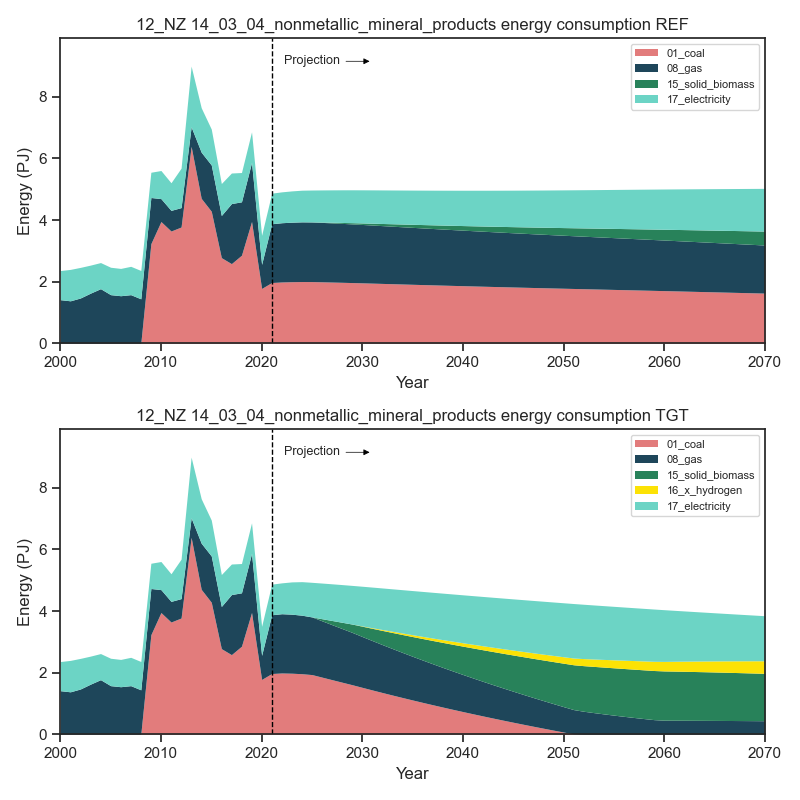 12_NZ 14_03_04_nonmetallic_mineral_products energy consumption REF
Energy (PJ)
8
6
4
2
0
Projection
01_coal
08_gas
15_solid_biomass
17_electricity
2000 2010 2020 2030 2040 2050 2060 2070
Year
12_NZ 14_03_04_nonmetallic_mineral_products energy consumption TGT
Energy (PJ)
8
6
4
2
0
Projection
01_coal
08_gas
15_solid_biomass
16_x_hydrogen
17_electricity
2000 2010 2020 2030 2040 2050 2060 2070
Year